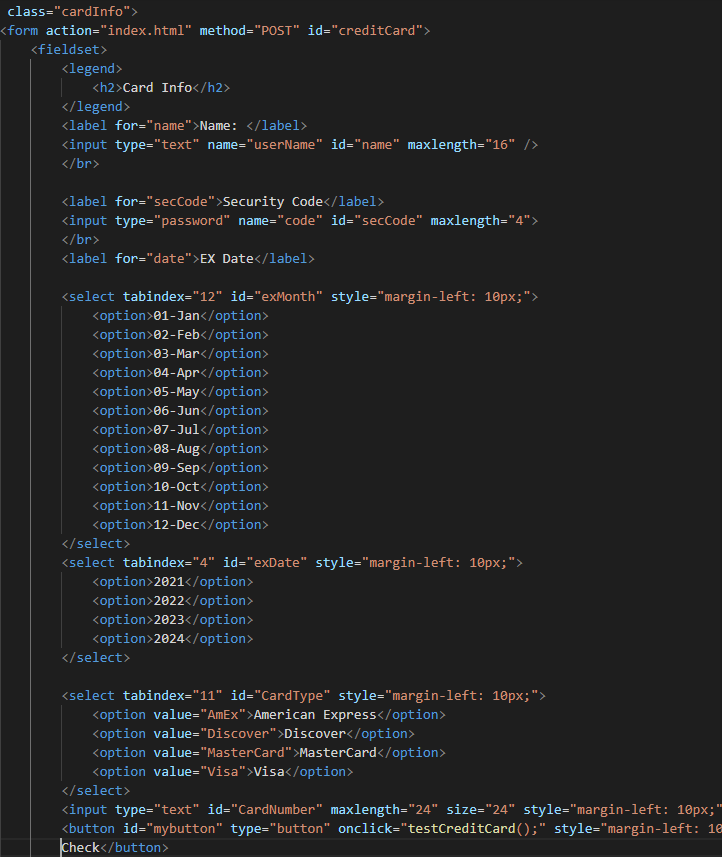 class="cardInfo">
<form action="index.html" method="POST" id="creditCard">
<fieldset>
<legend>
<h2>Card Info</h2>
</legend>
<label for="name">Name: </label>
<input type="text" name="userName" id="name" maxlength="16" />
</br>
<label for="secCode">Security Code</label>
<input type="password" name="code" id="secCode" maxlength="4">
</br>
<label for="date">EX Date</label>
<select tabindex="12" id="exMonth" style="margin-left: 10px;">
<option>01-Jan</option>
<option>02-Feb</option>
<option>03-Mar</option>
<option>04-Apr</option>
<option>05-May</option>
<option>06-Jun</option>
<option>07-Jul</option>
<option>08-Aug</option>
<option>09-Sep</option>
<option>10-Oct</option>
<option>11-Nov</option>
<option>12-Dec</option>
</select>
<select tabindex="4" id="exDate" style="margin-left: 10px;">
<option>2021</option>
<option>2022</option>
<option>2023</option>
<option>2024</option>
</select>
<select tabindex="11" id="CardType" style="margin-left: 10px;">
<option value="AmEx">American Express</option>
<option value="Discover">Discover</option>
<option value="MasterCard">MasterCard</option>
<option value="Visa">Visa</option>
</select>
<input type="text" id="CardNumber" maxlength="24" size="24" style="margin-left: 10px;"
<button id="mybutton" type="button" onclick="testCreditCard();" style="margin-left: 10
Check</button>